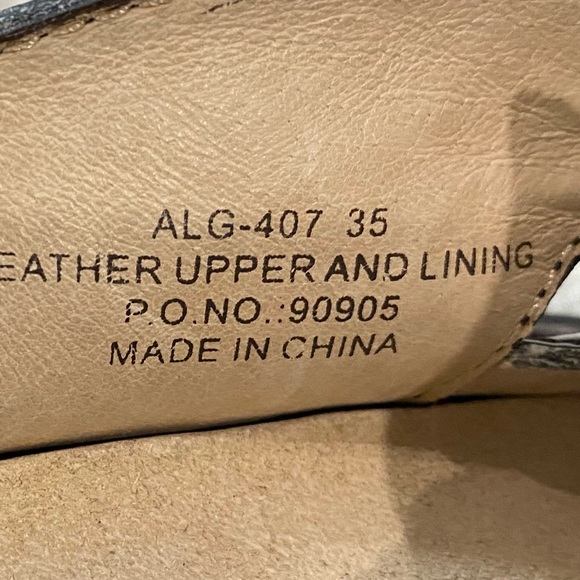 ALG-407 35
EATHER UPPER AND LINING
P.O.NO.:90905
MADE IN CHINA